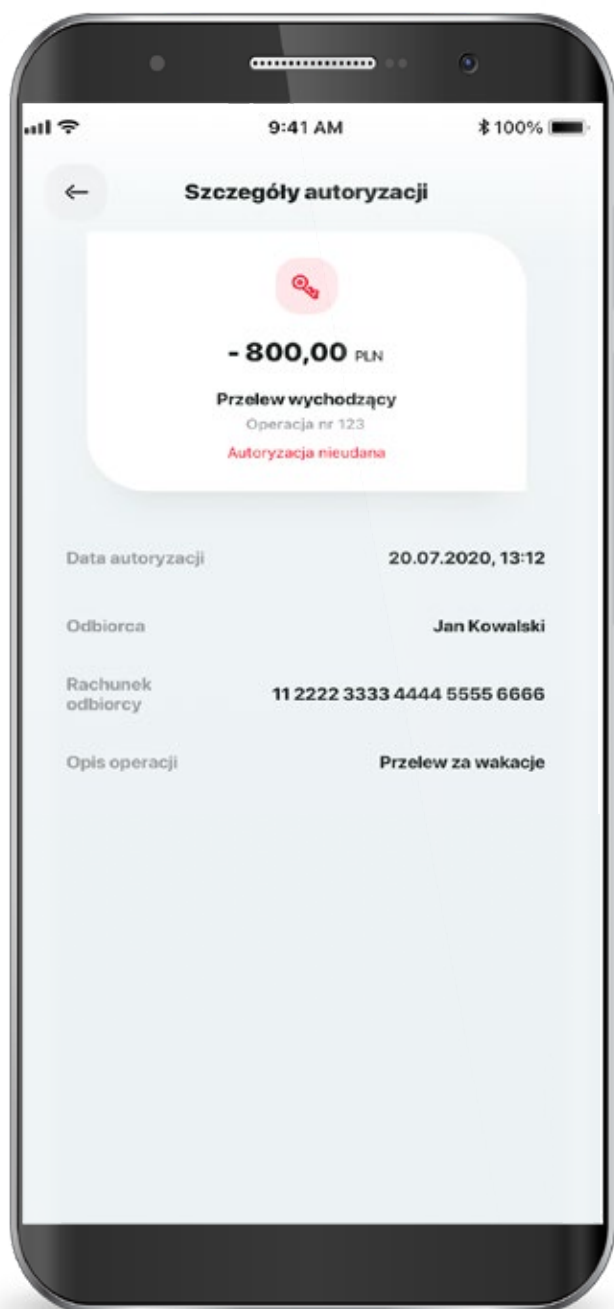 9:41 AM
100%
Szczegóły autoryzacji
- 800,00 PLN
Przelew wychodzący
Operacja nr 123
Autoryzacja nieudana
Data autoryzacji 20.07.2020, 13:12
Odbiorca Jan Kowalski
Rachunek
odbiorcy 11 2222 3333 4444 5555 6666
Opis operacji Przelew za wakacje